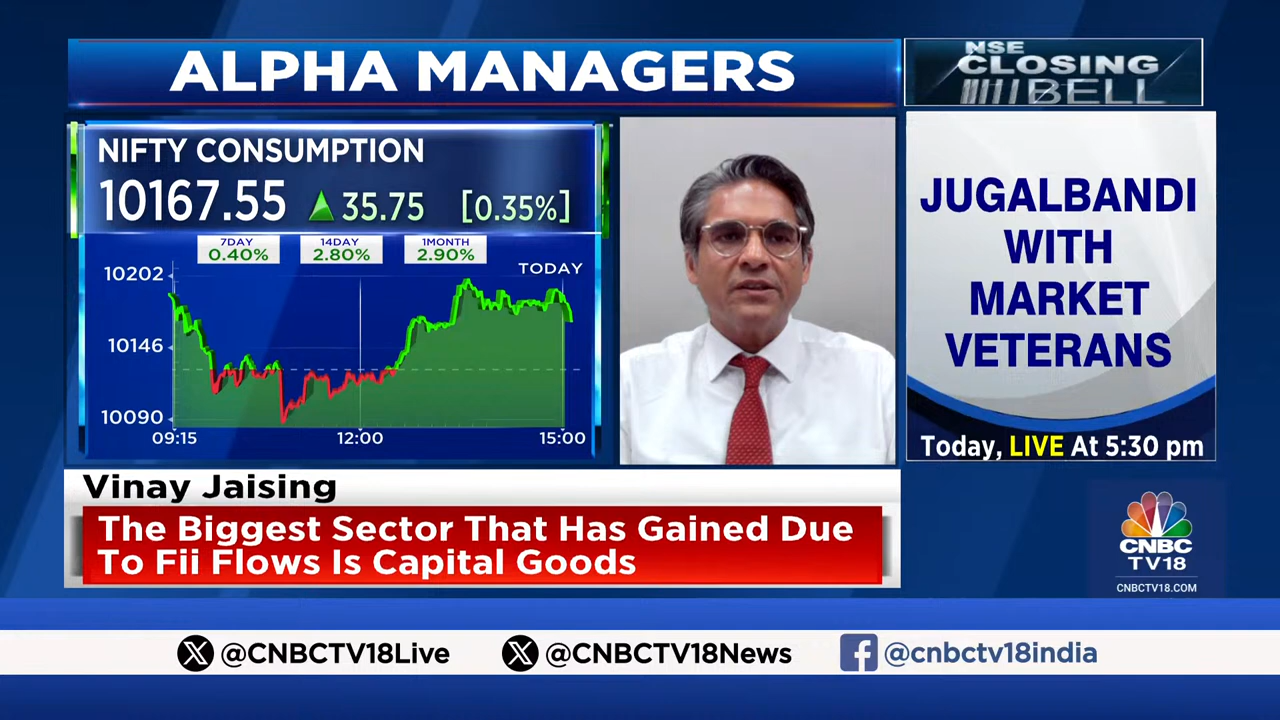 ALPHA MANAGERS
NSE
CLOSING
BELL
NIFTY CONSUMPTION
10167.55 ▲ 35.75 [0.35%]
7DAY 14DAY 1MONTH
0.40% 2.80% 2.90%
TODAY
10202
10146
10090
09:15 12:00 15:00
JUGALBANDI
WITH
MARKET
VETERANS
Today, LIVE At 5:30 pm
Vinay Jaising
The Biggest Sector That Has Gained Due
To Fii Flows Is Capital Goods
CNBC
TV18
CNBCTV18.COM
@CNBCTV18Live @CNBCTV18News @cnbctv18india